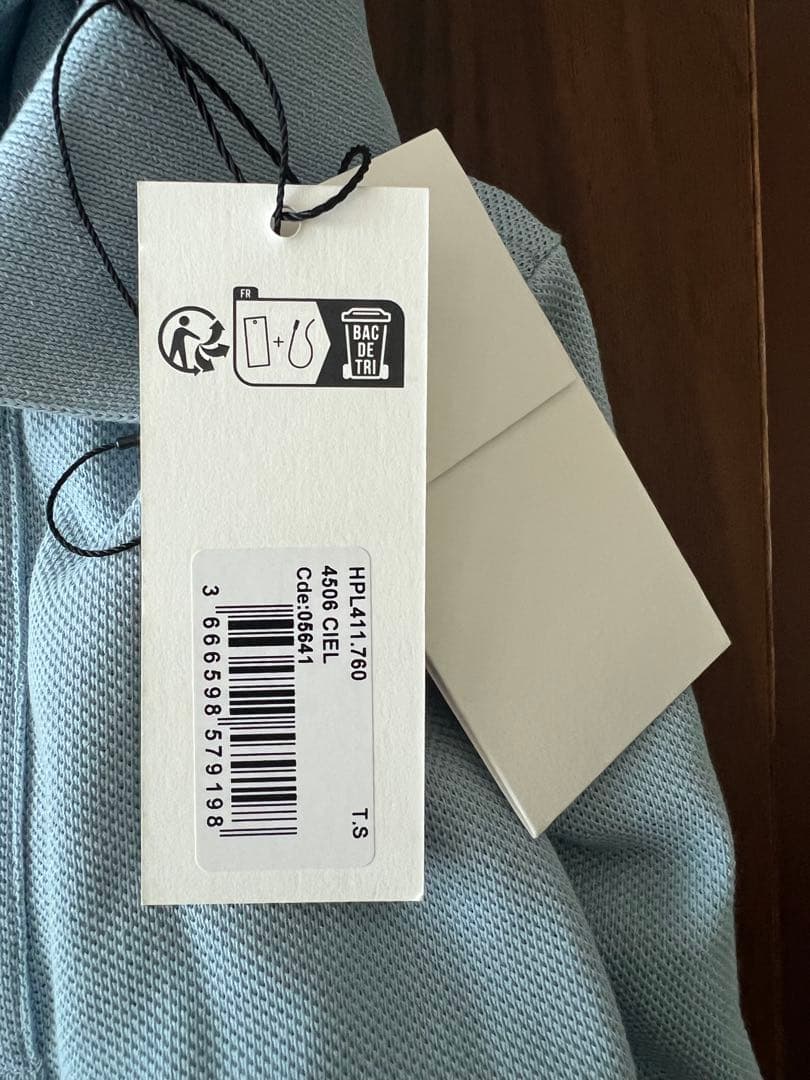 FR
BAC
DE
TRI
HPL411.760 T.S
4506 CIEL
Cde:05641
3 666598 579198